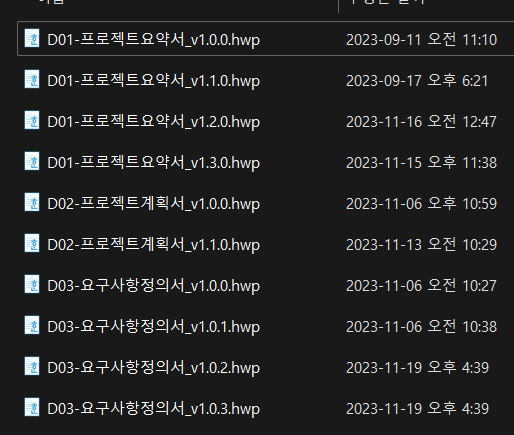 D01-프로젝트요약서_v1.0.0.hwp 2023-09-11 오전 11:10
D01-프로젝트요약서_v1.1.0.hwp 2023-09-17 오후 6:21
D01-프로젝트요약서_v1.2.0.hwp 2023-11-16 오전 12:47
D01-프로젝트요약서_v1.3.0.hwp 2023-11-15 오후 11:38
D02-프로젝트계획서_v1.0.0.hwp 2023-11-06 오후 10:59
D02-프로젝트계획서_v1.1.0.hwp 2023-11-13 오전 10:29
D03-요구사항정의서_v1.0.0.hwp 2023-11-06 오전 10:27
D03-요구사항정의서_v1.0.1.hwp 2023-11-06 오전 10:38
D03-요구사항정의서_v1.0.2.hwp 2023-11-19 오후 4:39
D03-요구사항정의서_v1.0.3.hwp 2023-11-19 오후 4:39